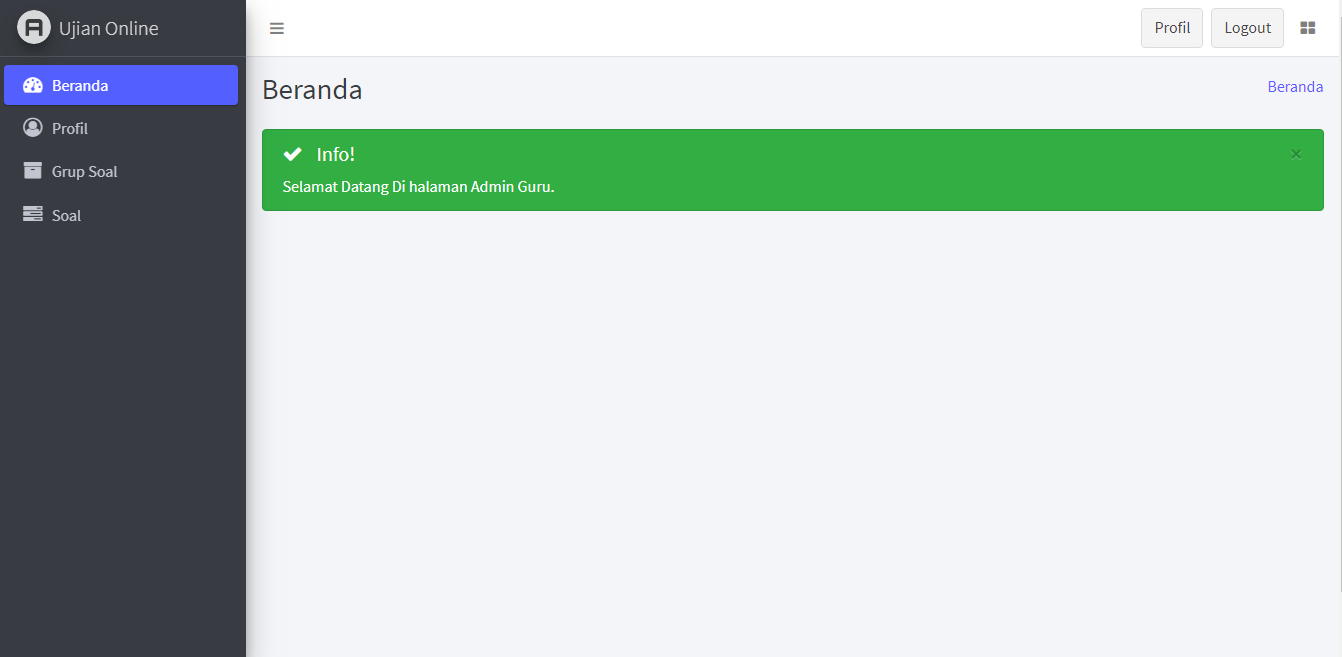 Ujian Online
Profil
Logout
Beranda
Profil
Grup Soal
Soal
Beranda
Beranda
Info!
×
Selamat Datang Di halaman Admin Guru.